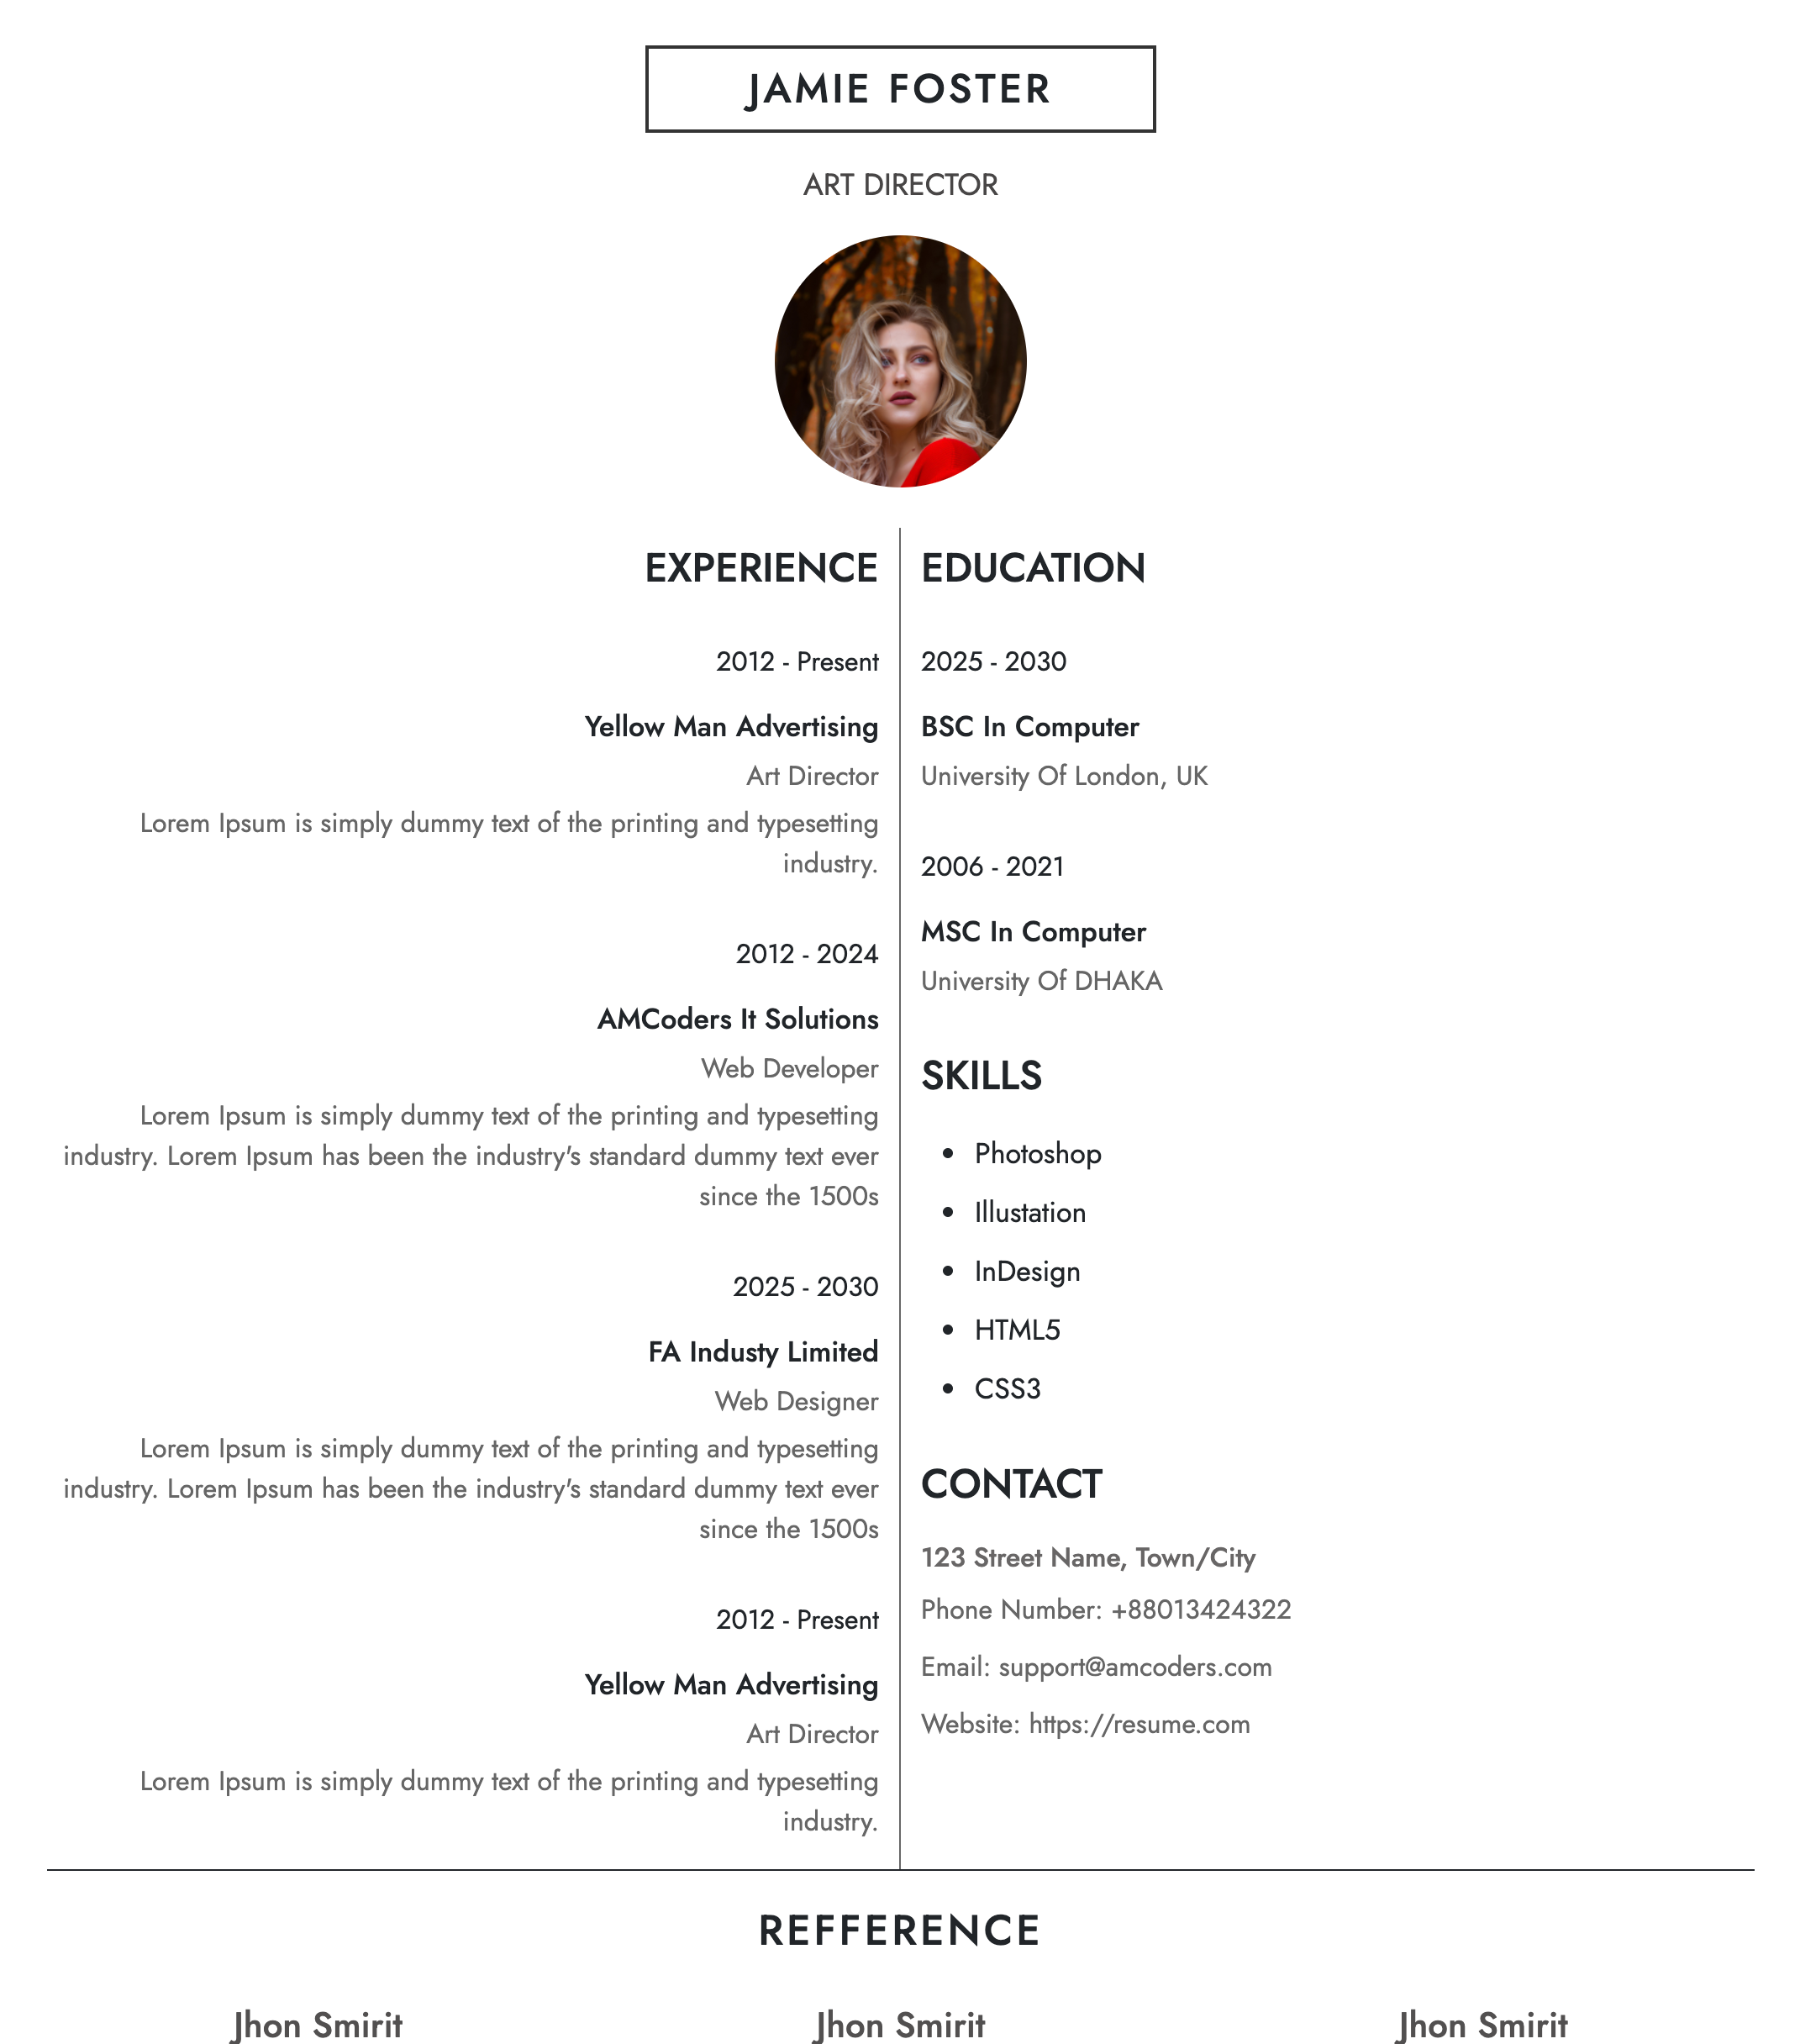 JAMIE FOSTER
ART DIRECTOR
EXPERIENCE
2012 - Present
Yellow Man Advertising
Art Director
Lorem Ipsum is simply dummy text of the printing and typesetting
industry.
2012 - 2024
AMCoders It Solutions
Web Developer
Lorem Ipsum is simply dummy text of the printing and typesetting
industry. Lorem Ipsum has been the industry's standard dummy text ever
since the 1500s
2025 - 2030
FA Industy Limited
Web Designer
Lorem Ipsum is simply dummy text of the printing and typesetting
industry. Lorem Ipsum has been the industry's standard dummy text ever
since the 1500s
2012 - Present
Yellow Man Advertising
Art Director
Lorem Ipsum is simply dummy text of the printing and typesetting
industry.
EDUCATION
2025 - 2030
BSC In Computer
University Of London, UK
2006 - 2021
MSC In Computer
University Of DHAKA
SKILLS
• Photoshop
• Illustation
• InDesign
• HTML5
• CSS3
CONTACT
123 Street Name, Town/City
Phone Number: +88013424322
Email: support@amcoders.com
Website: https://resume.com
REFFERENCE
Jhon Smirit
Jhon Smirit
Jhon Smirit